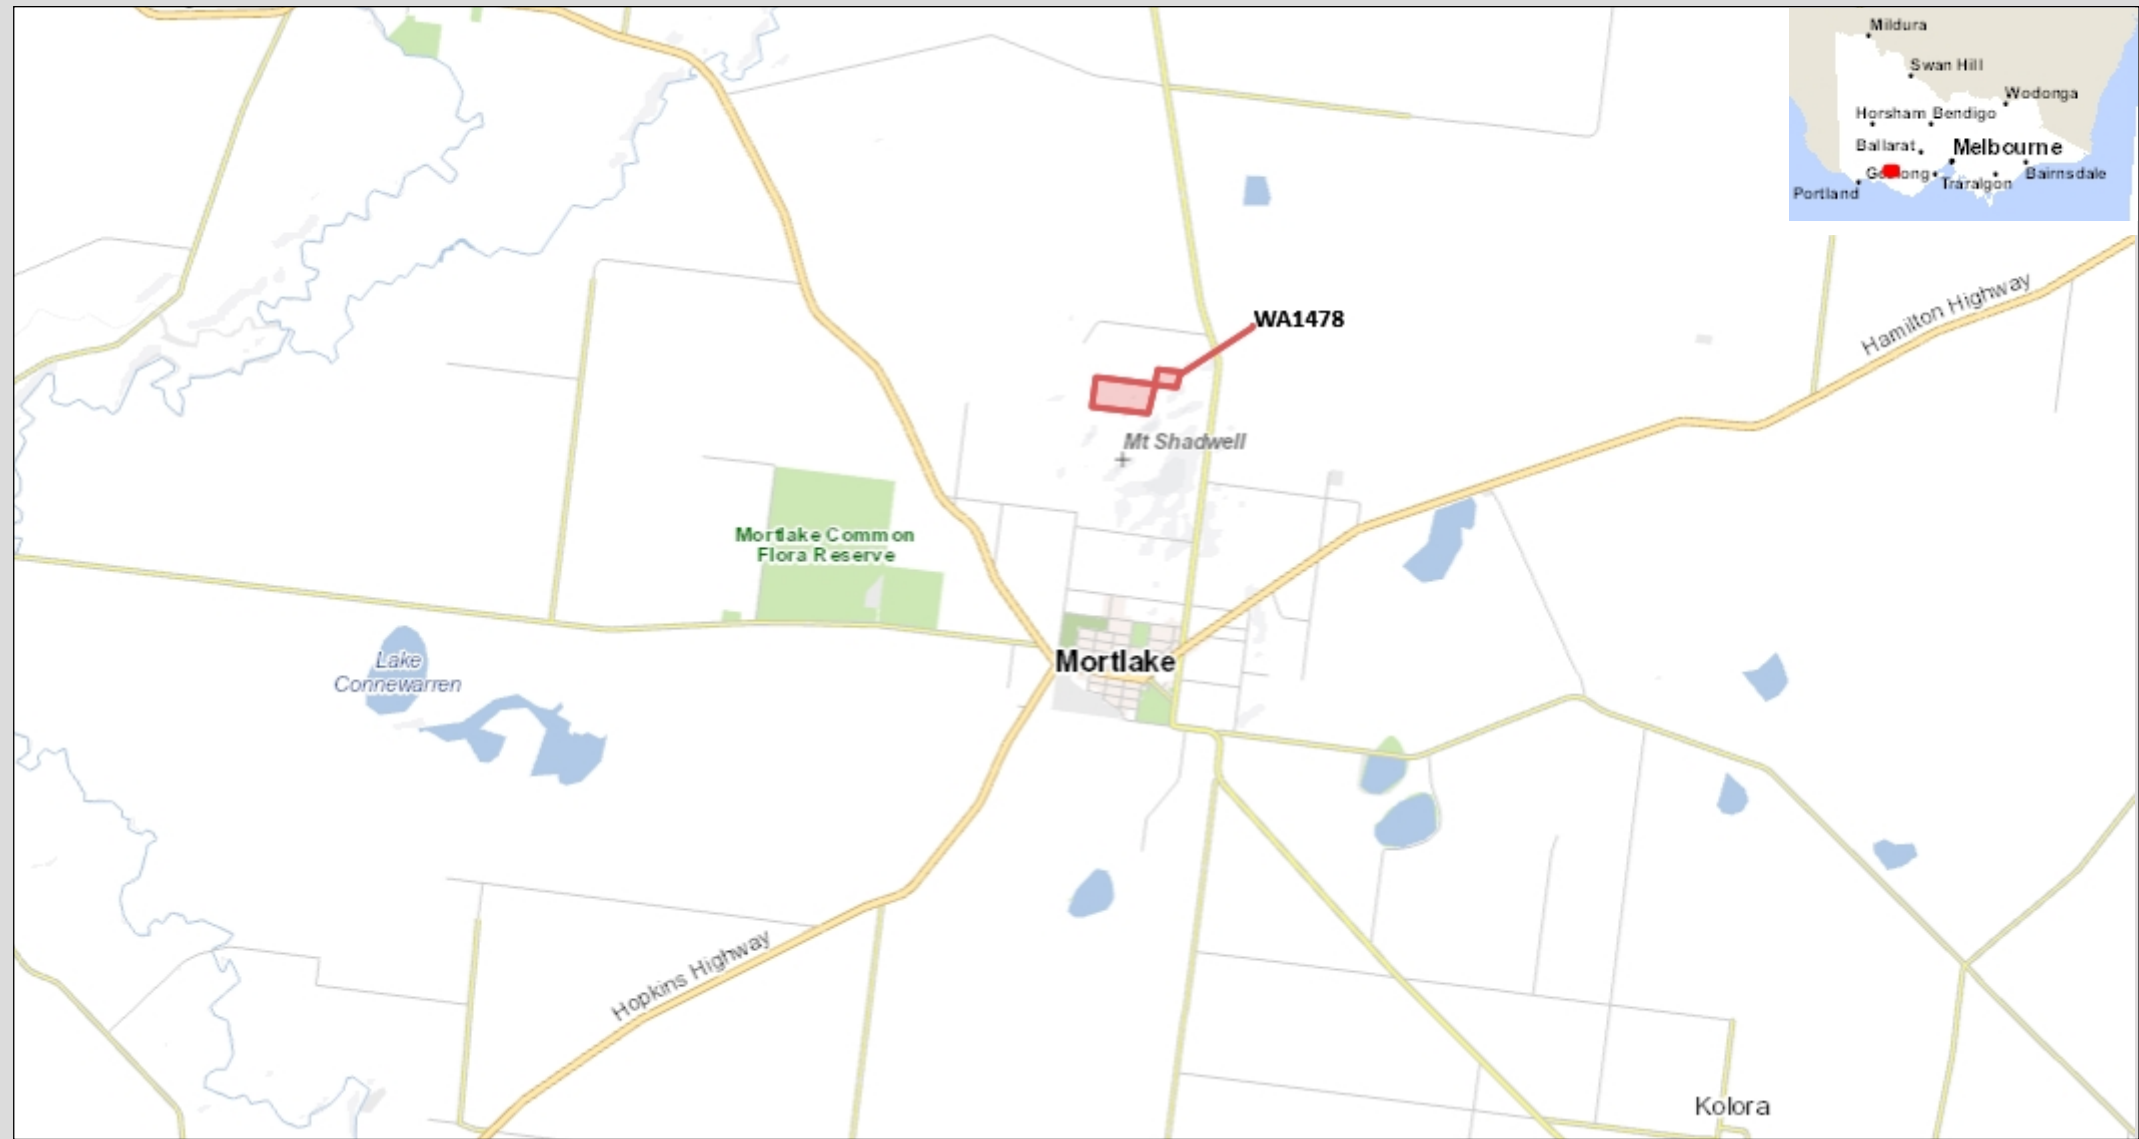 Mildura
Swan Hill
Wodonga
Horsham Bendigo
Ballarat
Melbourne
Traralgon
Bairnsdale
Portland
Hamilton Highway
WA1478
Mt Shadwell
Mortlake Common
Flora Reserve
Mortlake
Lake
Connewarren
Hopkins Highway
Kolora